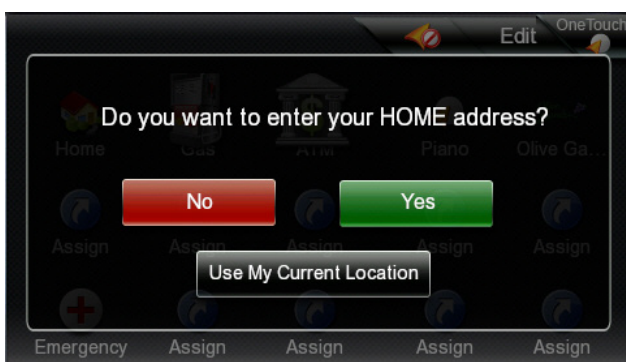 Edit
OneTouch
Do you want to enter your HOME address?
Home Gas ATM Piano Olive Ga...
No Yes
Assign Assign Assign Assign Assign
Use My Current Location
Emergency Assign Assign Assign Assign